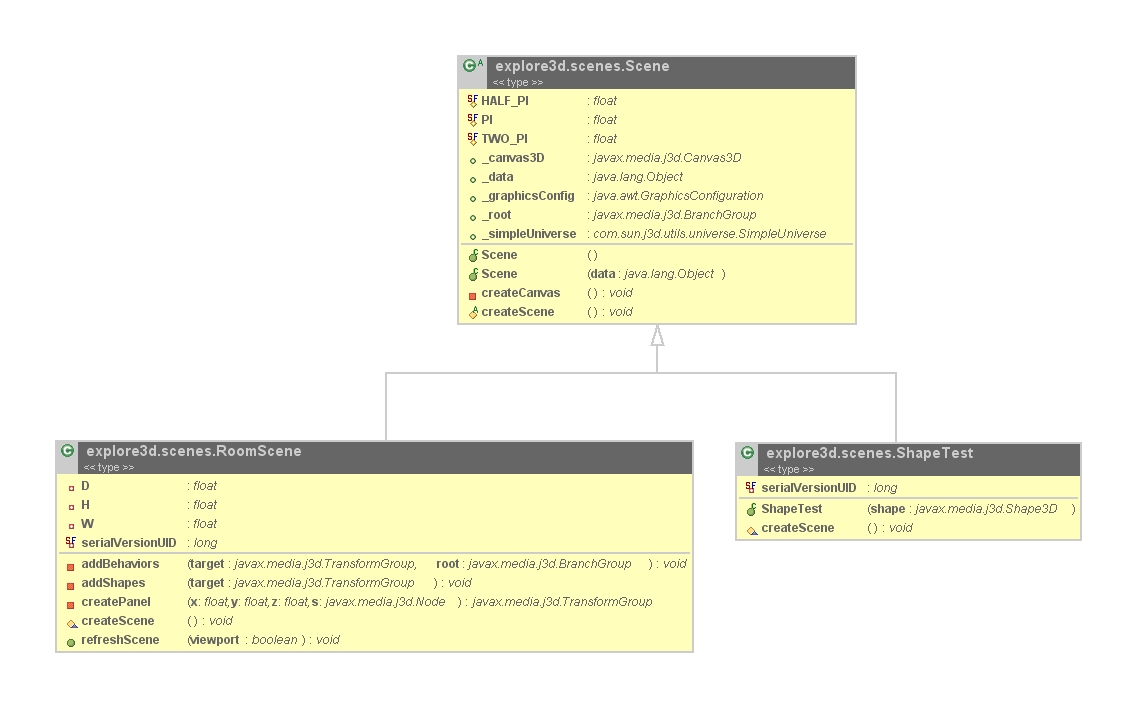 explore3d.scenes.Scene
<< type >>
HALF_PI : float
PI : float
TWO_PI : float
_canvas3D : javax.media.j3d.Canvas3D
_data : java.lang.Object
_graphicsConfig : java.awt.GraphicsConfiguration
_root : javax.media.j3d.BranchGroup
_simpleUniverse : com.sun.j3d.utils.universe.SimpleUniverse
Scene ( )
Scene (data : java.lang.Object )
createCanvas ( ) : void
createScene ( ) : void
explore3d.scenes.RoomScene
<< type >>
D : float
H : float
W : float
serialVersionUID : long
addBehaviors (target : javax.media.j3d.TransformGroup, root : javax.media.j3d.BranchGroup ) : void
addShapes (target : javax.media.j3d.TransformGroup ) : void
createPanel (x: float,y: float,z: float,s: javax.media.j3d.Node ) : javax.media.j3d.TransformGroup
createScene ( ) : void
refreshScene (viewport : boolean ) : void
explore3d.scenes.ShapeTest
<< type >>
serialVersionUID : long
ShapeTest (shape : javax.media.j3d.Shape3D )
createScene ( ) : void